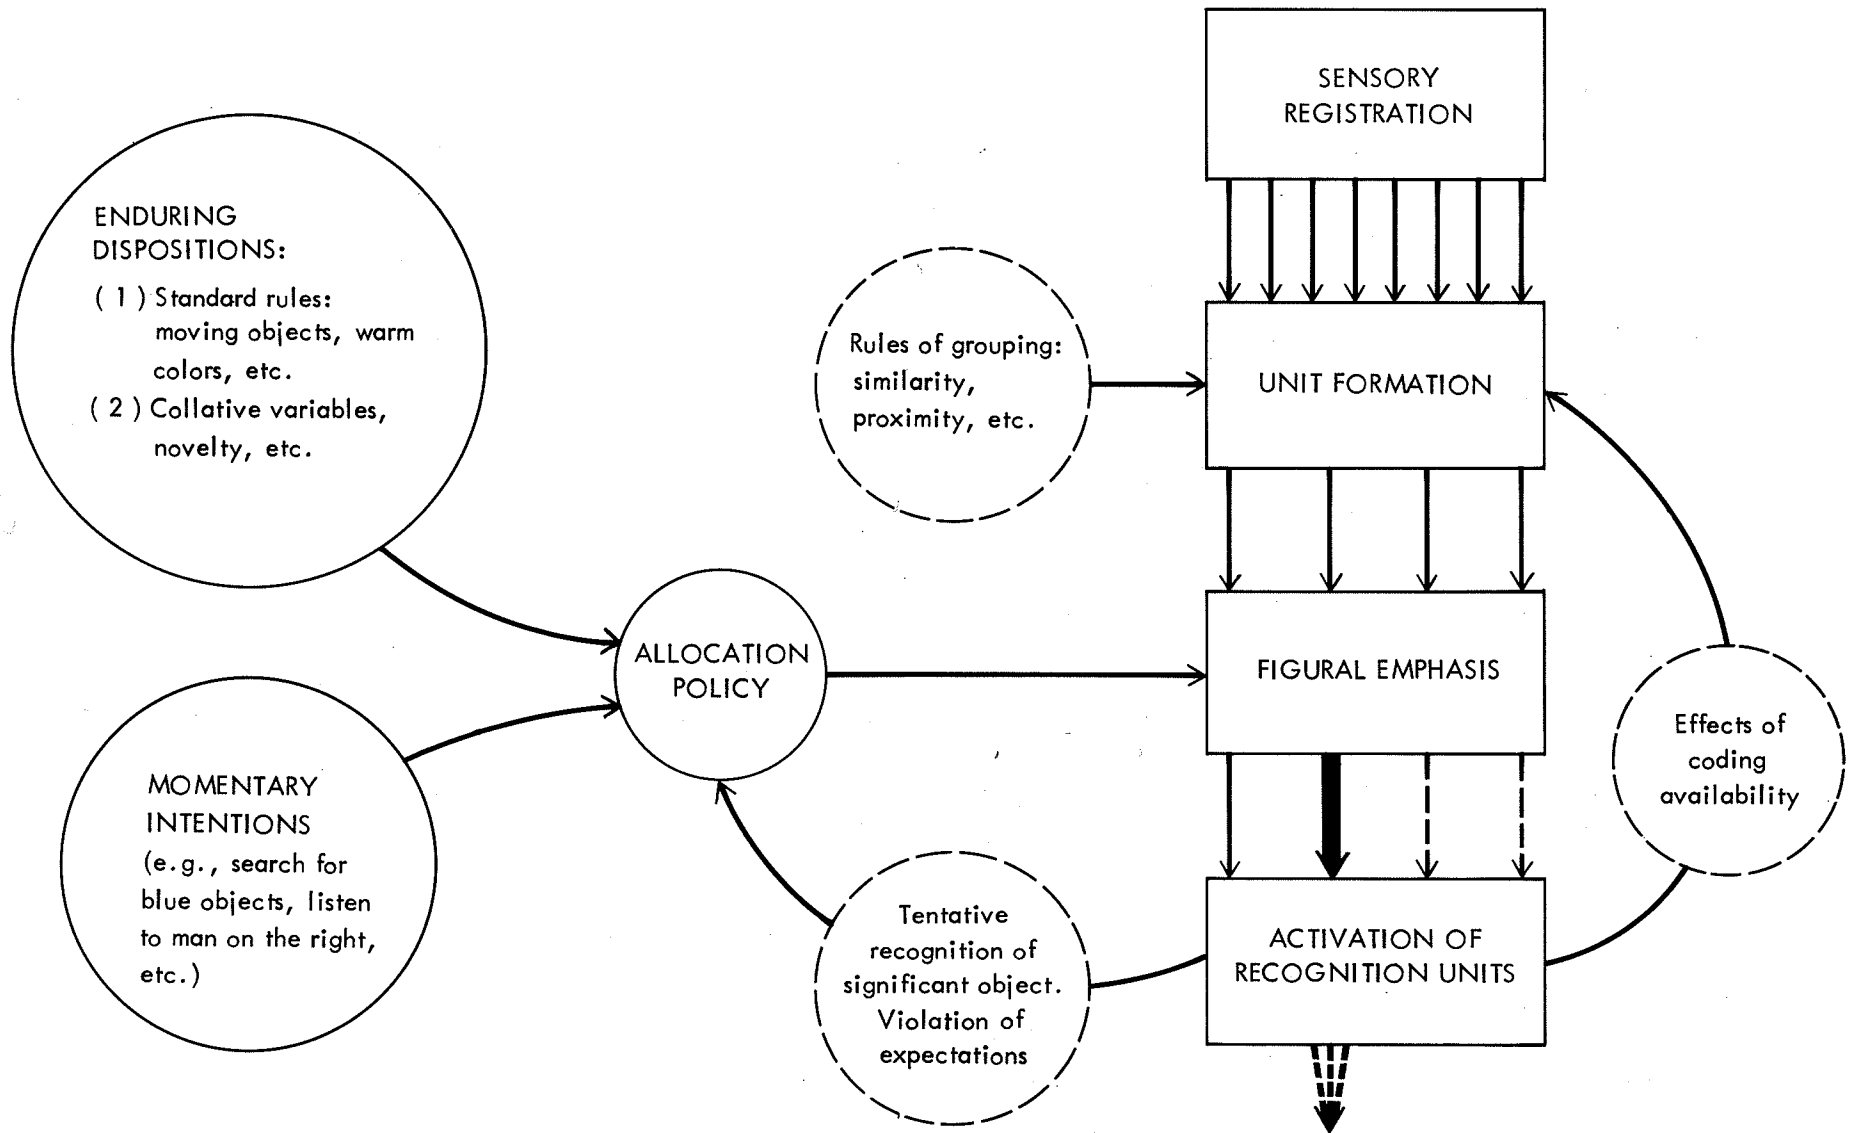 SENSORY
REGISTRATION
ENDURING
DISPOSITIONS:
( 1 ) Standard rules:
moving objects, warm
colors, etc.
( 2 ) Collative variables,
novelty, etc.
Rules of grouping:
similarity,
proximity, etc.
UNIT FORMATION
ALLOCATION
POLICY
FIGURAL EMPHASIS
Effects of
coding
availability
MOMENTARY
INTENTIONS
(e.g., search for
blue objects, listen
to man on the right,
etc.)
Tentative
recognition of
significant object.
Violation of
expectations
ACTIVATION OF
RECOGNITION UNITS